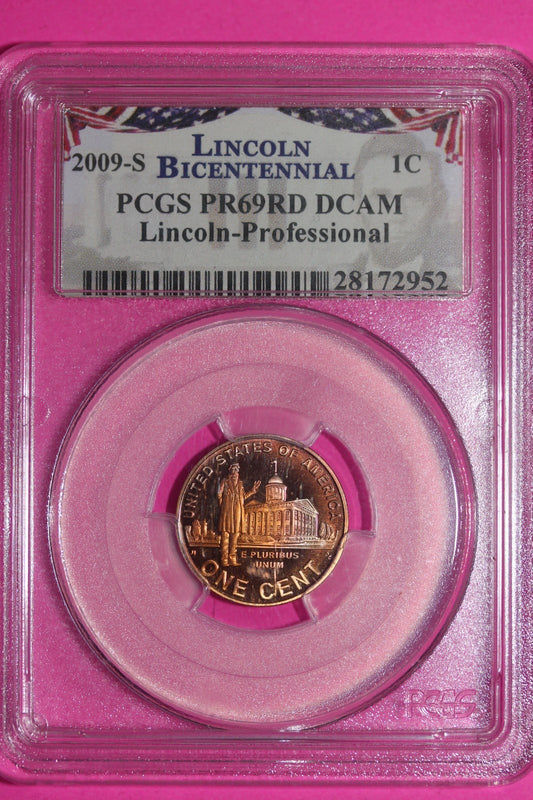 LINCOLN
2009-S BICENTENNIAL 1C
PCGS PR69RD DCAM
Lincoln-Professional
28172952
UNITED STATES OF AMERICA
E PLURIBUS
UNUM
ONE CENT
PCGS